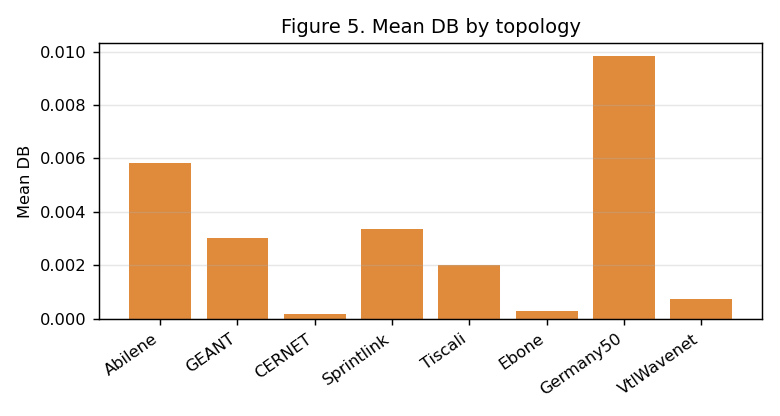 Figure 5. Mean DB by topology
Mean DB
0.010
0.008
0.006
0.004
0.002
0.000
Abilene
GEANT
CERNET
Sprintlink
Tiscali
Ebone
Germany50
VtlWavenet